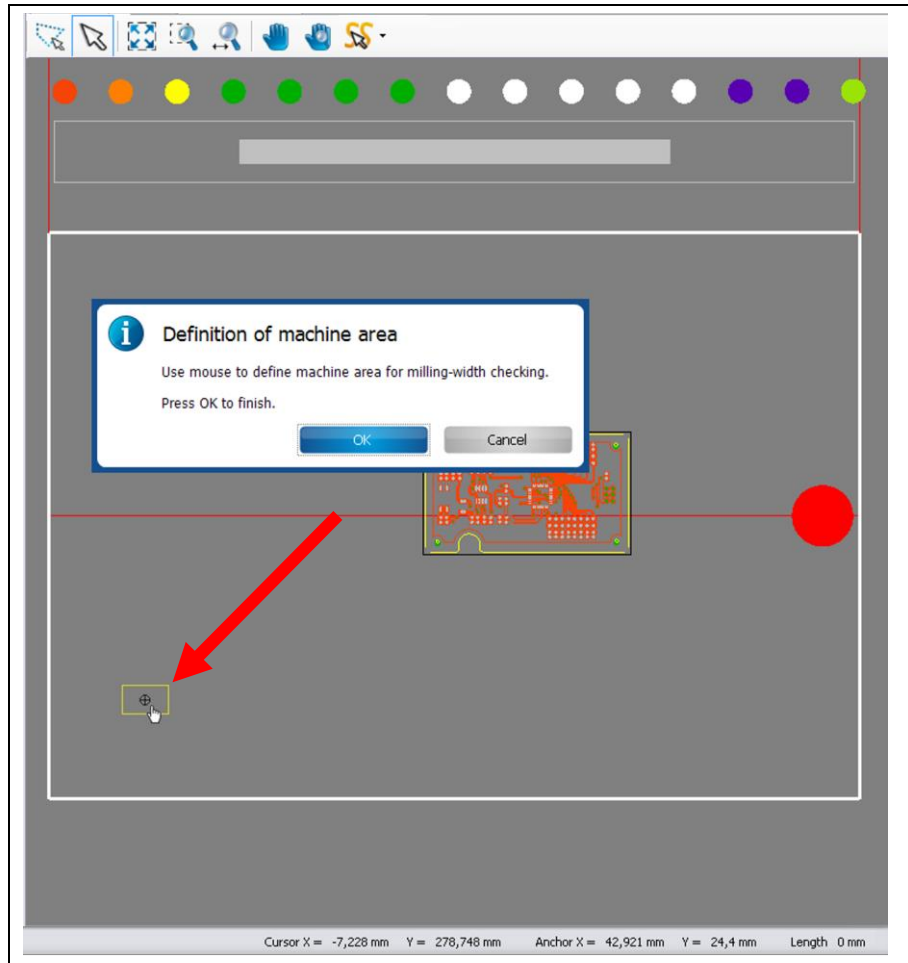 Definition of machine area
Use mouse to define machine area for milling-width checking.
Press OK to finish.
OK Cancel
Cursor X = -7,228 mm Y = 278,748 mm Anchor X = 42,921 mm Y = 24,4 mm Length 0 mm